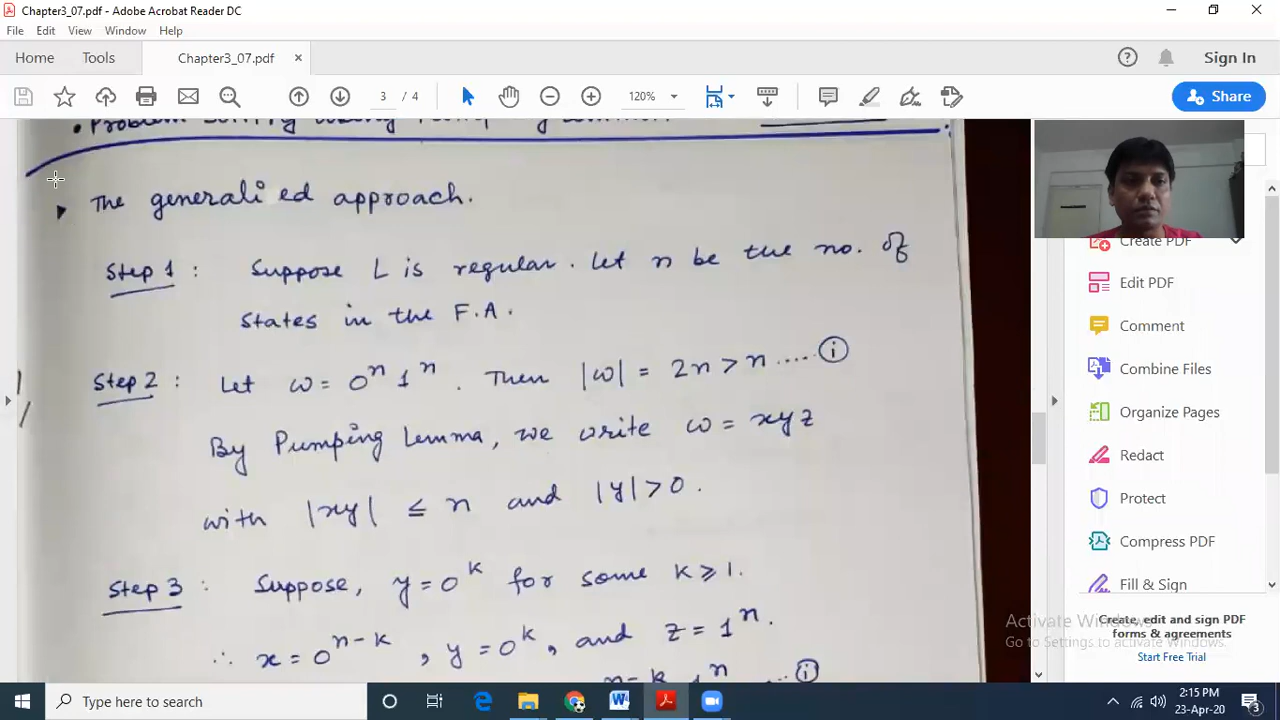 Chapter3_07.pdf - Adobe Acrobat Reader DC
File Edit View Window Help
Home Tools Chapter3_07.pdf × Sign In
3 / 4 120% Share
The generali ed approach.
Step 1 : Suppose L is regular. Let n be the no. of
states in the F.A.
Step 2 : Let ω = 0^n 1^n . Then |ω| = 2n > n .... (i)
By Pumping Lemma, we write ω = xyz
with |xy| ≤ n and |y| > 0 .
Step 3 : Suppose, y = 0^k for some k ≥ 1.
∴ x = 0^{n-k} , y = 0^k , and z = 1^n .
n-k 1^n ... (i)
Create PDF
Edit PDF
Comment
Combine Files
Organize Pages
Redact
Protect
Compress PDF
Fill & Sign
Activate Windows
Go to Settings to activate Windows.
Create, edit and sign PDF
forms & agreements
Start Free Trial
Type here to search
2:15 PM
23-Apr-20
3